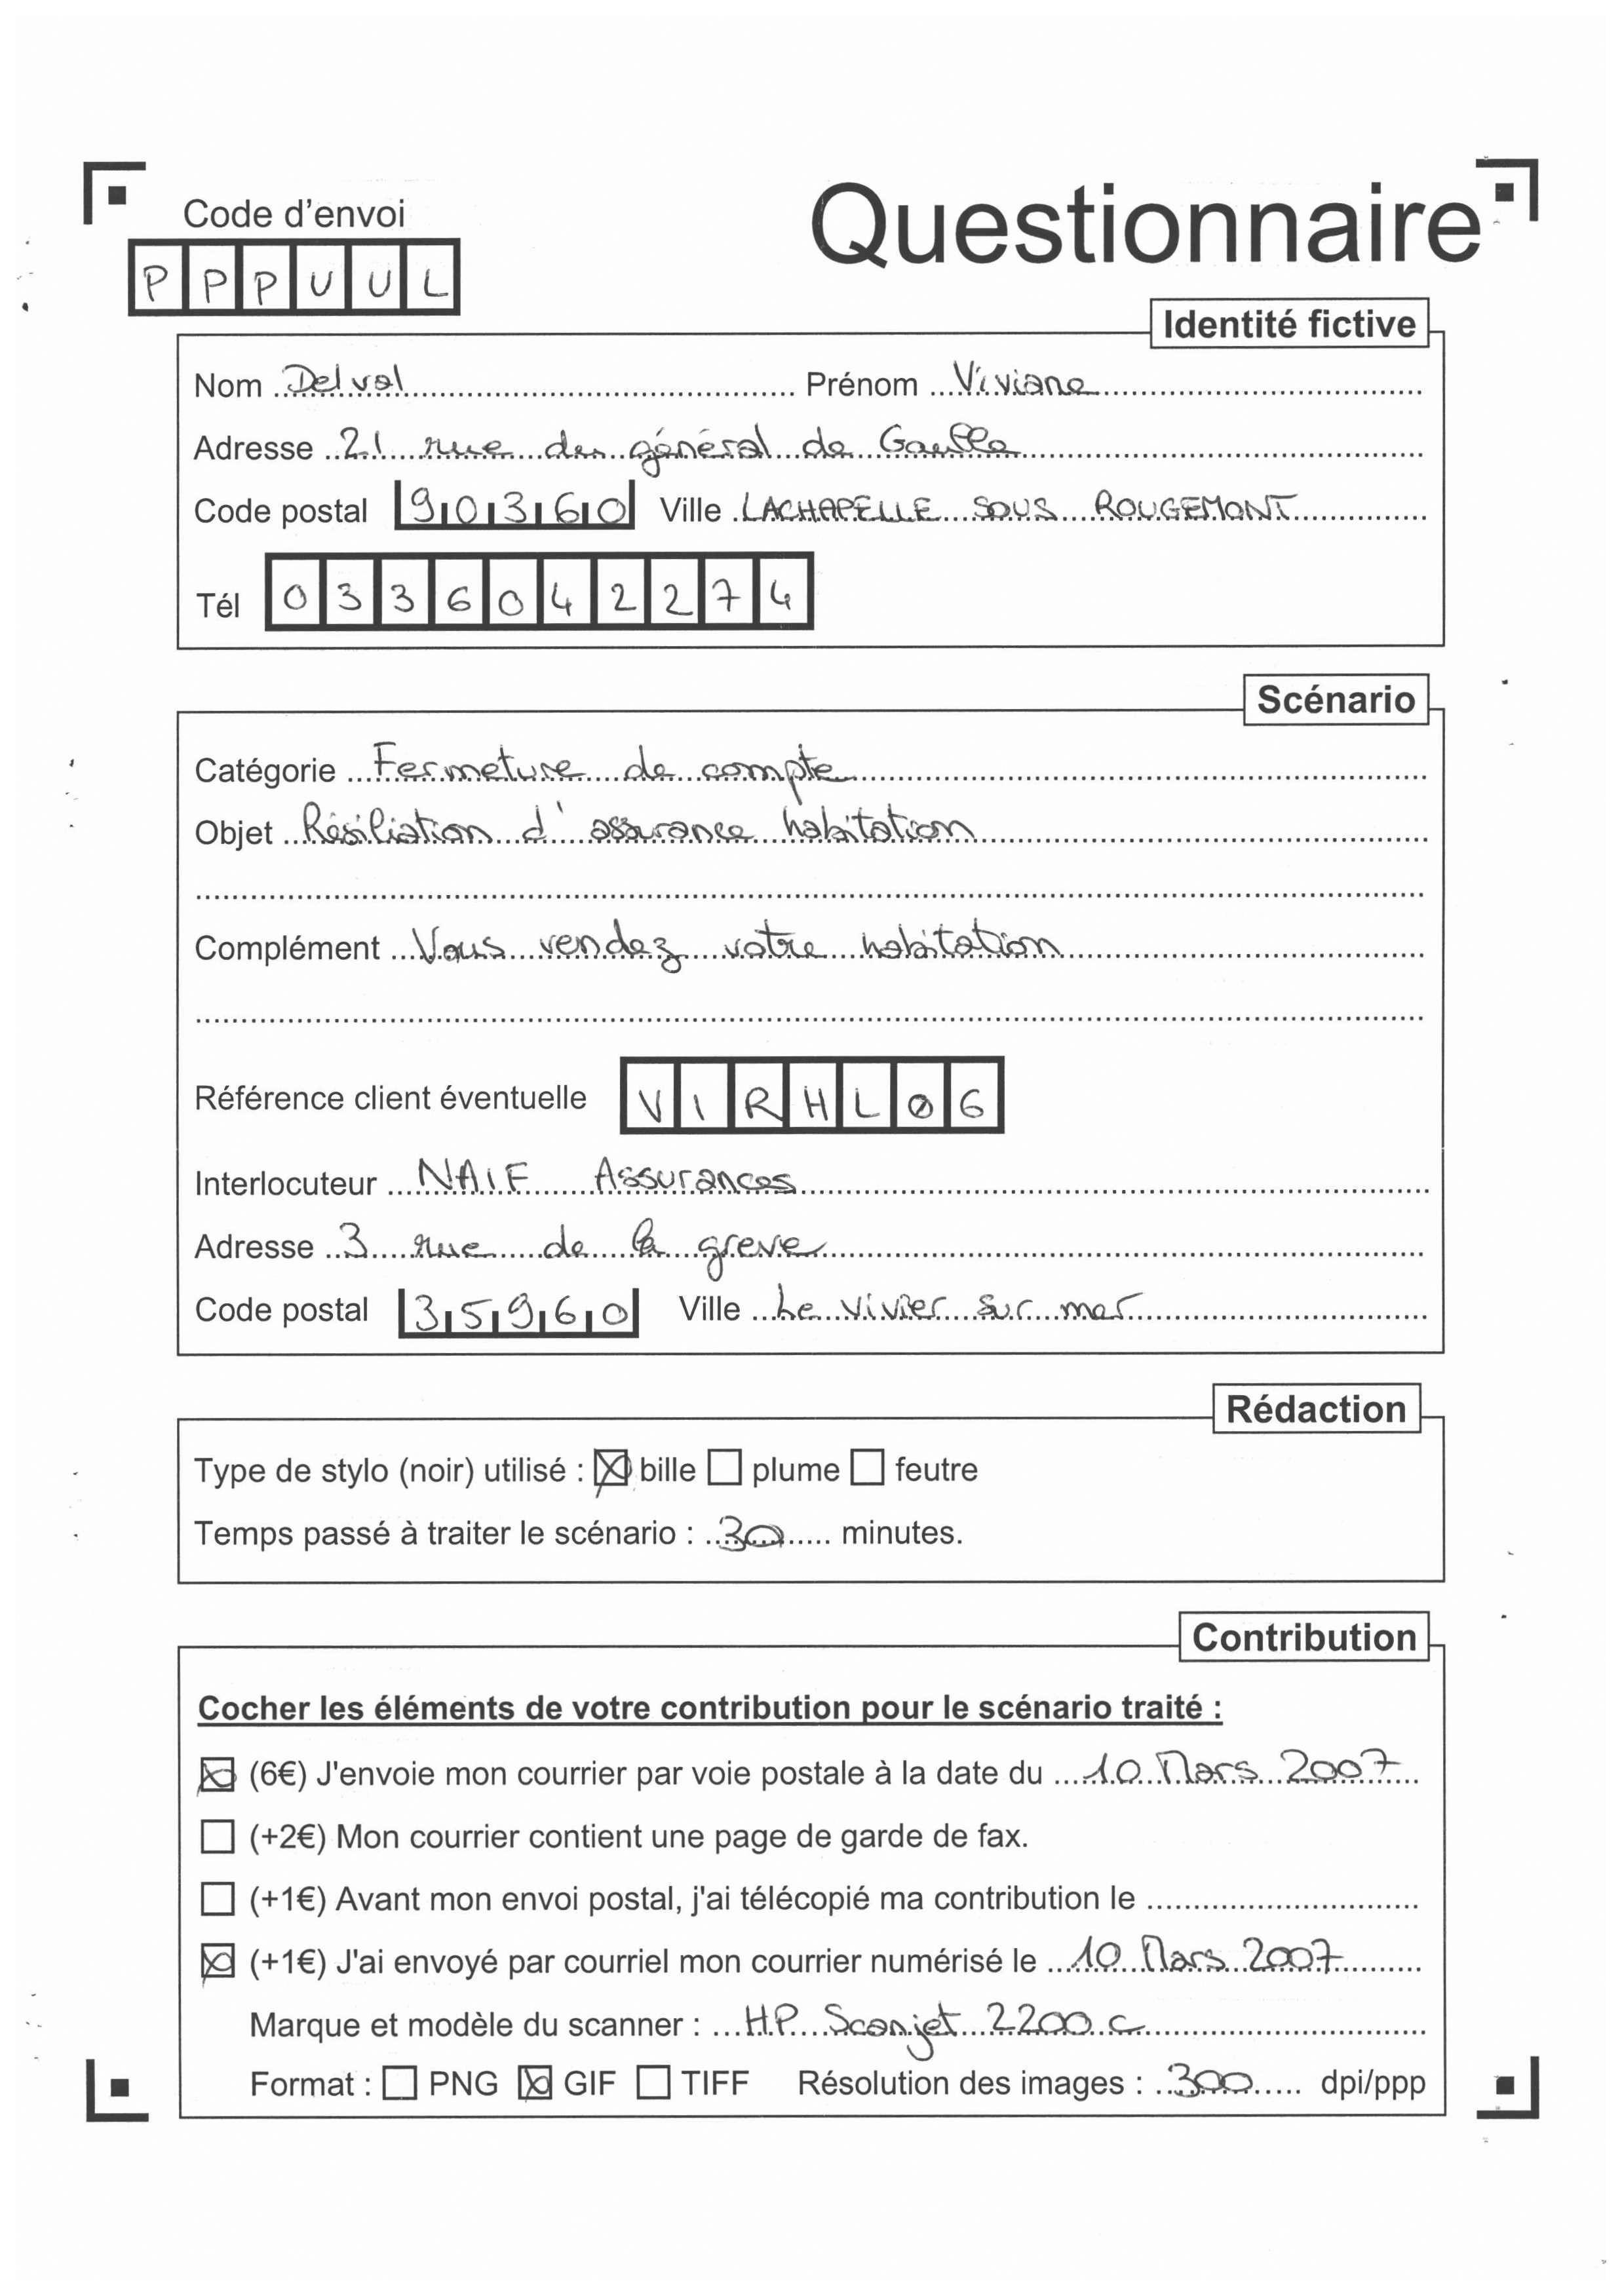 Code d'envoi
Questionnaire
PPPUUL
Identité fictive
Nom Delval Prénom Viviane
Adresse 21 rue du général de Gaulle
Code postal 90360 Ville LACHAPELLE SOUS ROUGEMONT
Tél 0336042274
Scénario
Catégorie Fermeture de compte
Objet Résiliation d'assurance habitation
Complément Vous vendez votre habitation
Référence client éventuelle VIRHL06
Interlocuteur NAIF Assurances
Adresse 3 rue de la greve
Code postal 35960 Ville Le vivier sur mer
Rédaction
Type de stylo (noir) utilisé : ☒ bille ☐ plume ☐ feutre
Temps passé à traiter le scénario : 30 minutes.
Contribution
Cocher les éléments de votre contribution pour le scénario traité :
☒ (6€) J'envoie mon courrier par voie postale à la date du 10 Mars 2007
☐ (+2€) Mon courrier contient une page de garde de fax.
☐ (+1€) Avant mon envoi postal, j'ai télécopié ma contribution le
☒ (+1€) J'ai envoyé par courriel mon courrier numérisé le 10 Mars 2007
Marque et modèle du scanner : HP Scanjet 2200 c
Format : ☐ PNG ☒ GIF ☐ TIFF Résolution des images : 300 dpi/ppp